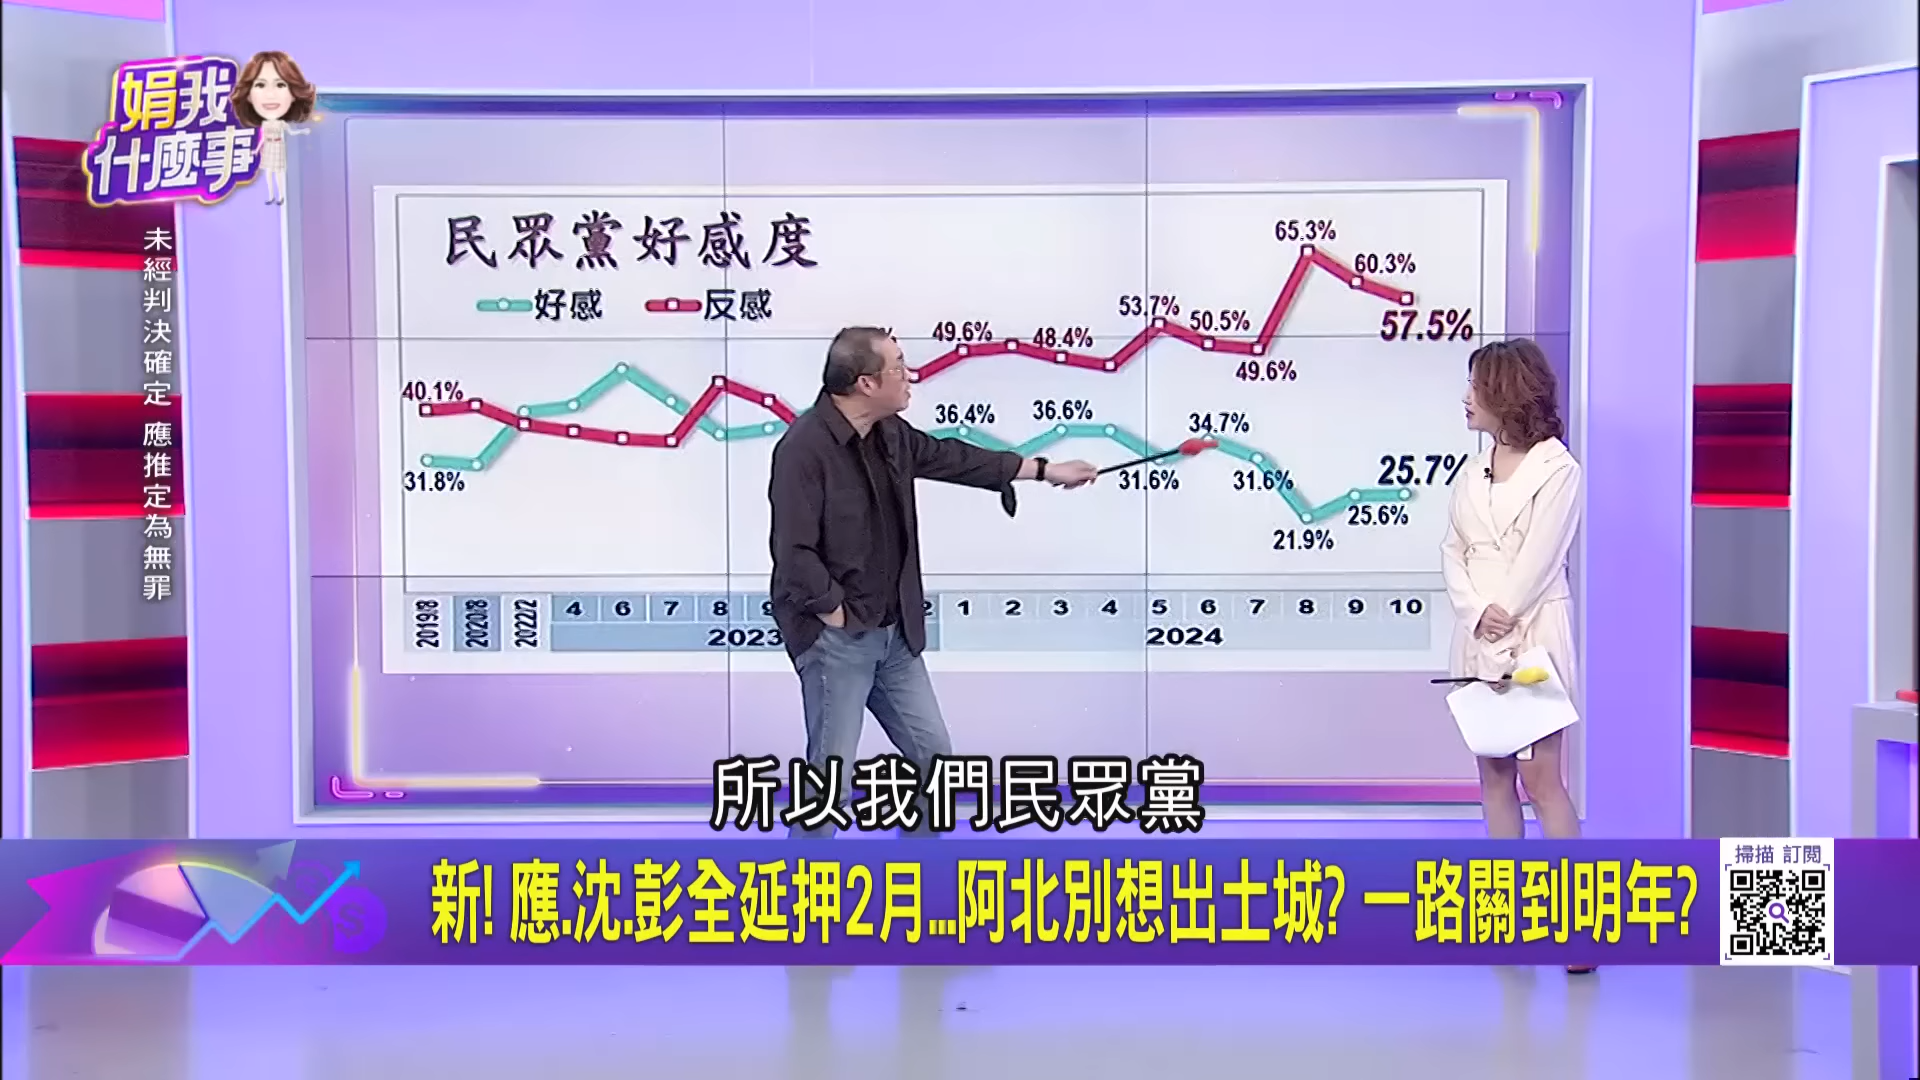 娟我
什麼事
未經判決確定 應推定為無罪
民眾黨好感度
好感 反感
65.3%
60.3%
57.5%
53.7%
50.5%
49.6%
49.6%
48.4%
40.1%
36.4%
36.6%
34.7%
31.8%
31.6%
31.6%
25.7%
25.6%
21.9%
2019/8 2020/8 2022/2 4 6 7 8 9 2 1 2 3 4 5 6 7 8 9 10
2023 2024
所以我們民眾黨
新! 應.沈.彭全延押2月...阿北別想出土城? 一路關到明年?
掃描 訂閱